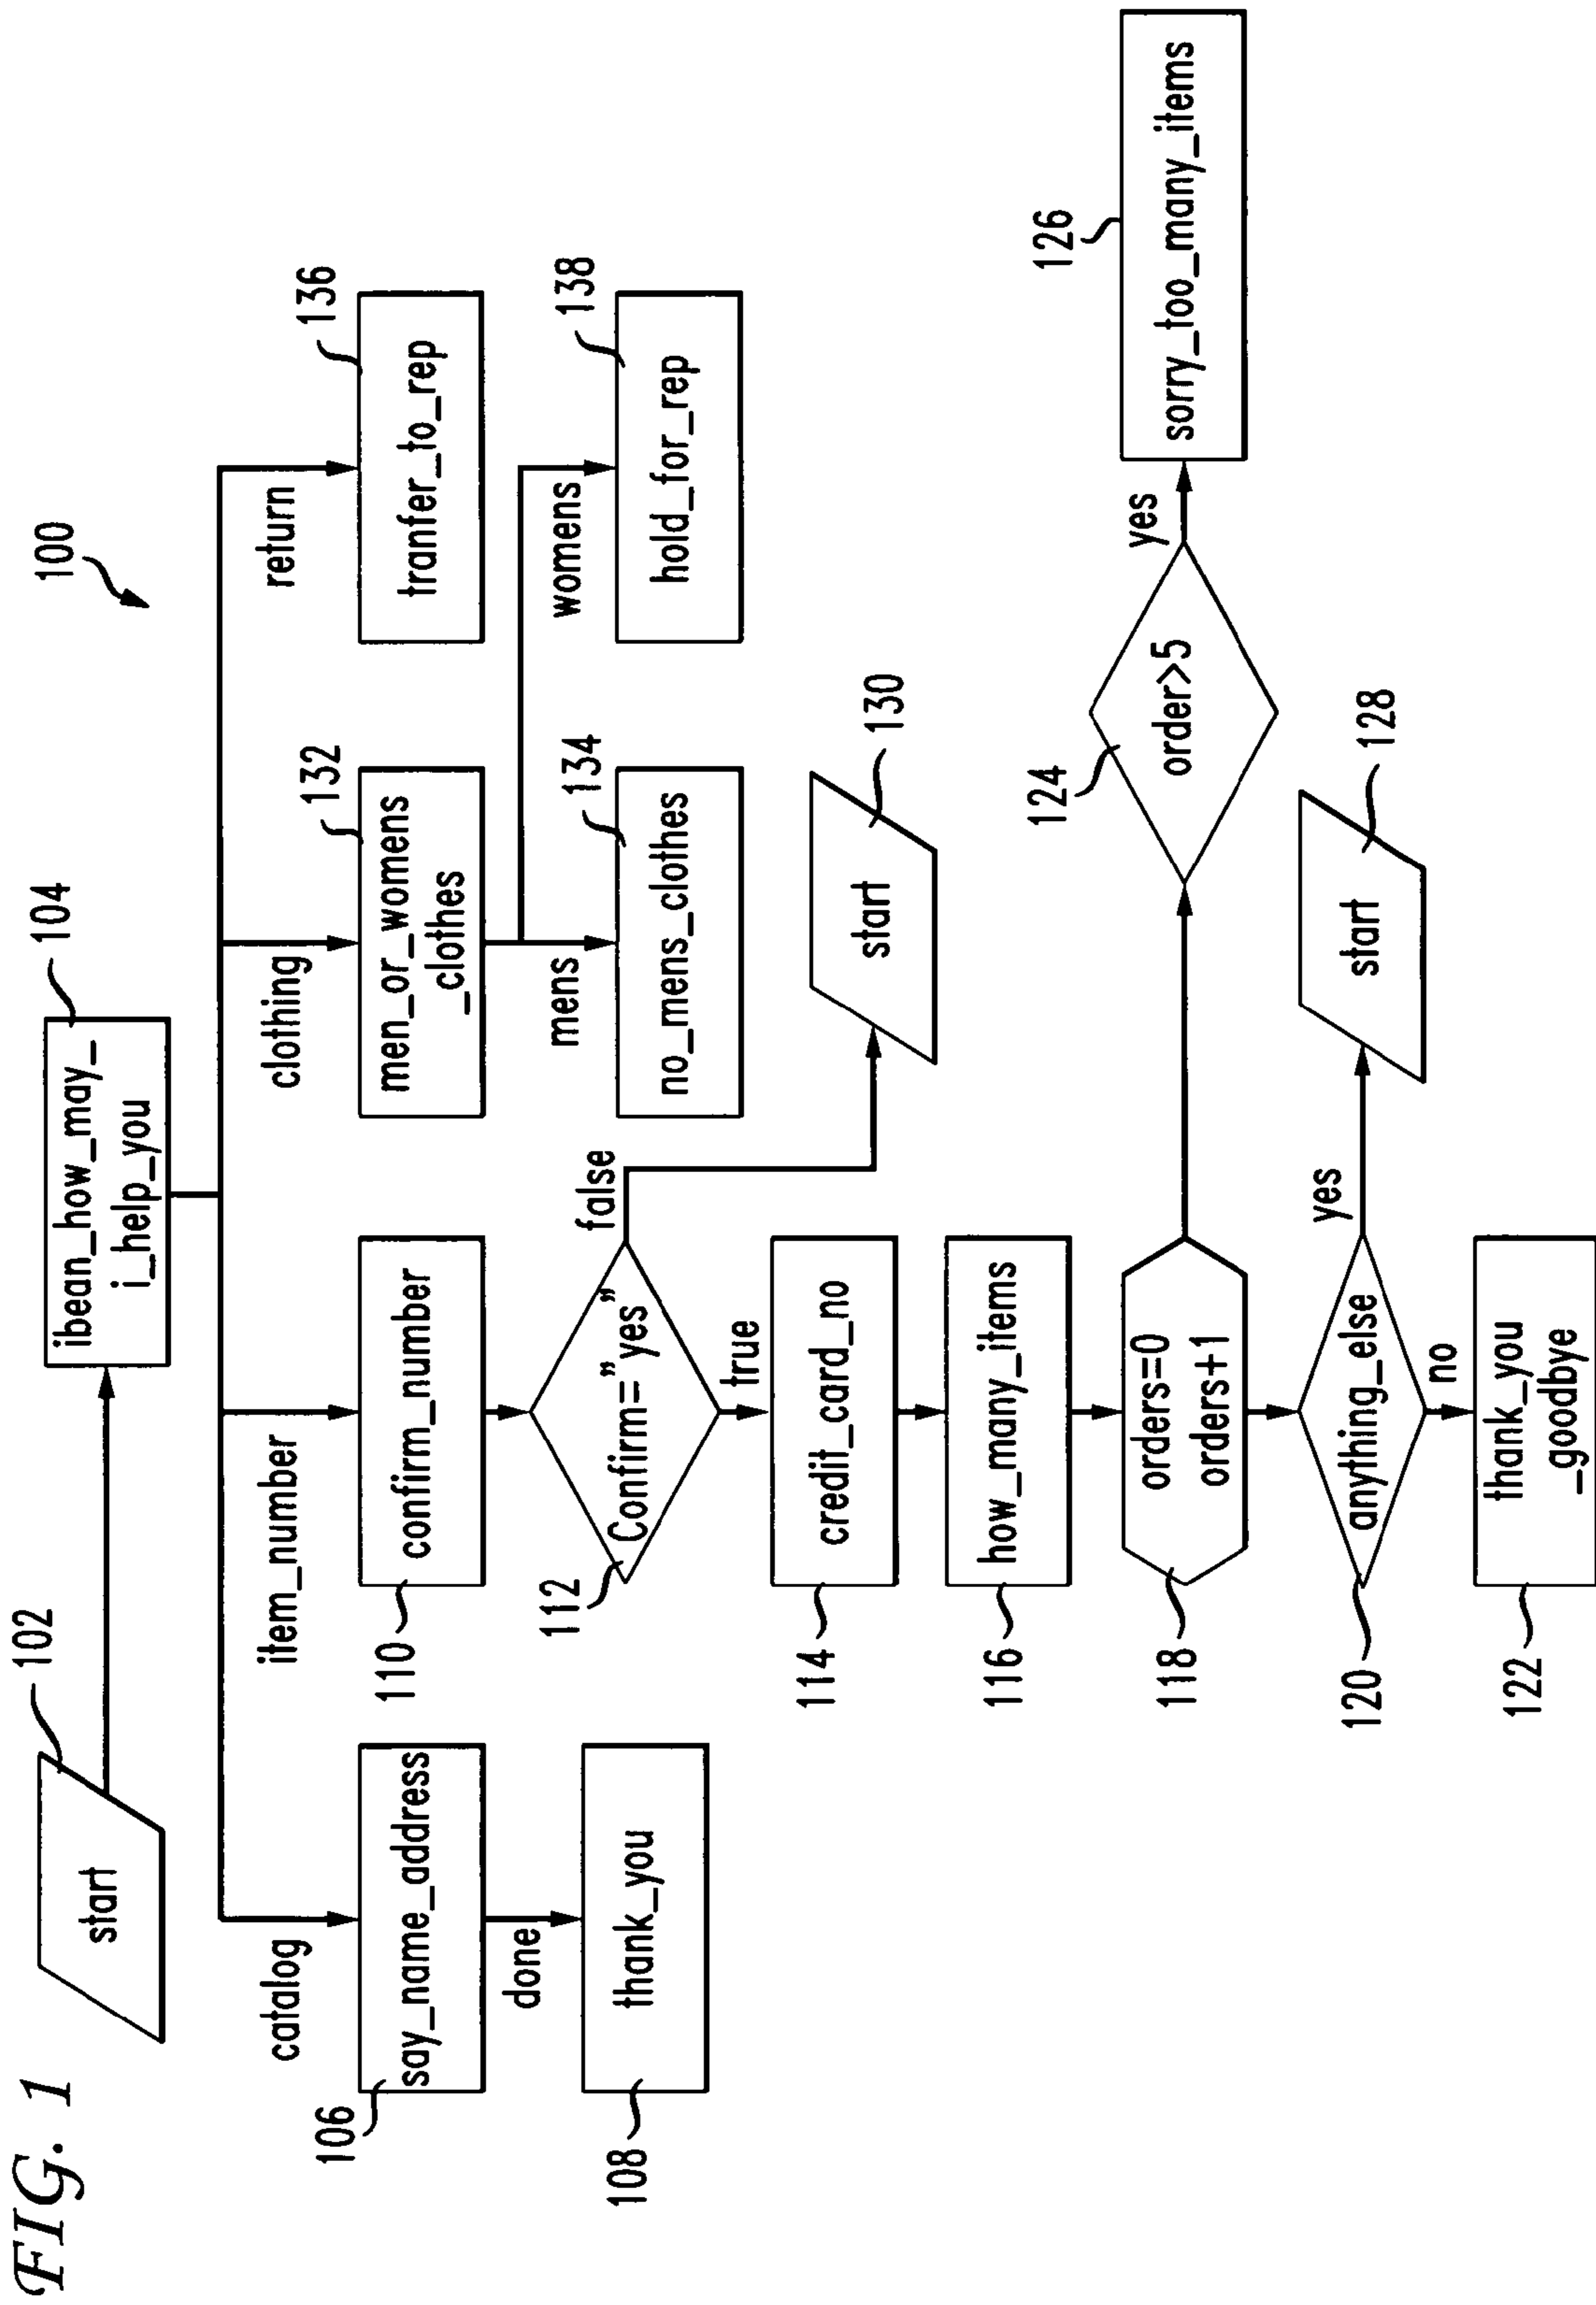 FIG. 1
100
102
start
104
ibean_how_may_
i_help_you
catalog
item_number
clothing
return
106
say_name_address
110
confirm_number
132
men_or_womens
_clothes
136
tranfer_to_rep
done
mens
womens
108
thank_you
112
Confirm=”yes”
false
134
no_mens_clothes
138
hold_for_rep
true
130
start
114
credit_card_no
116
how_many_items
118
orders=0
orders+1
124
order>5
yes
126
sorry_too_many_items
120
anything_else
yes
128
start
no
122
thank_you
_goodbye